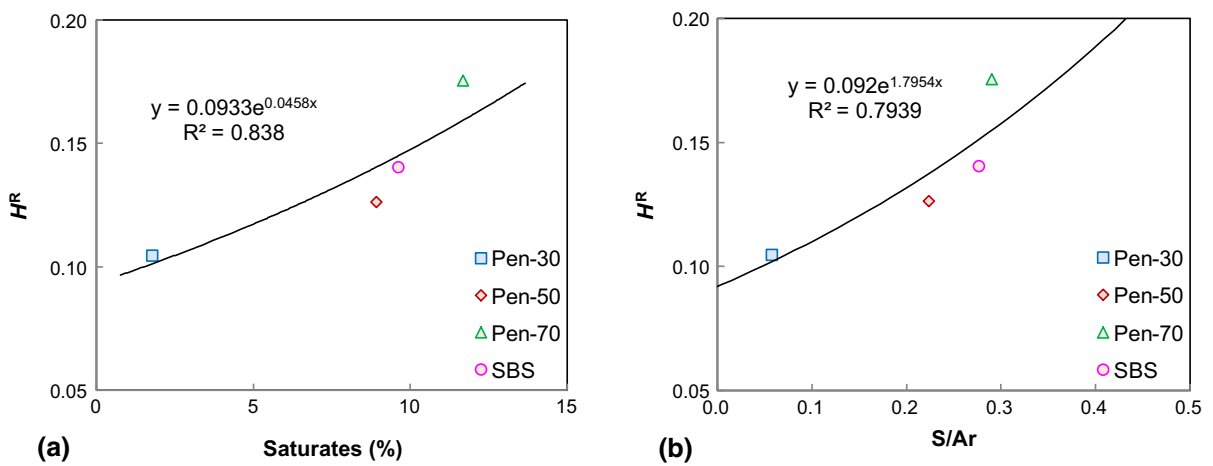 0.20
0.15
0.10
0.05
H^R
y = 0.0933e^0.0458x
R² = 0.838
Pen-30
Pen-50
Pen-70
SBS
0
5
10
15
(a)
Saturates (%)
0.20
0.15
0.10
0.05
H^R
y = 0.092e^1.7954x
R² = 0.7939
Pen-30
Pen-50
Pen-70
SBS
0.0
0.1
0.2
0.3
0.4
0.5
(b)
S/Ar